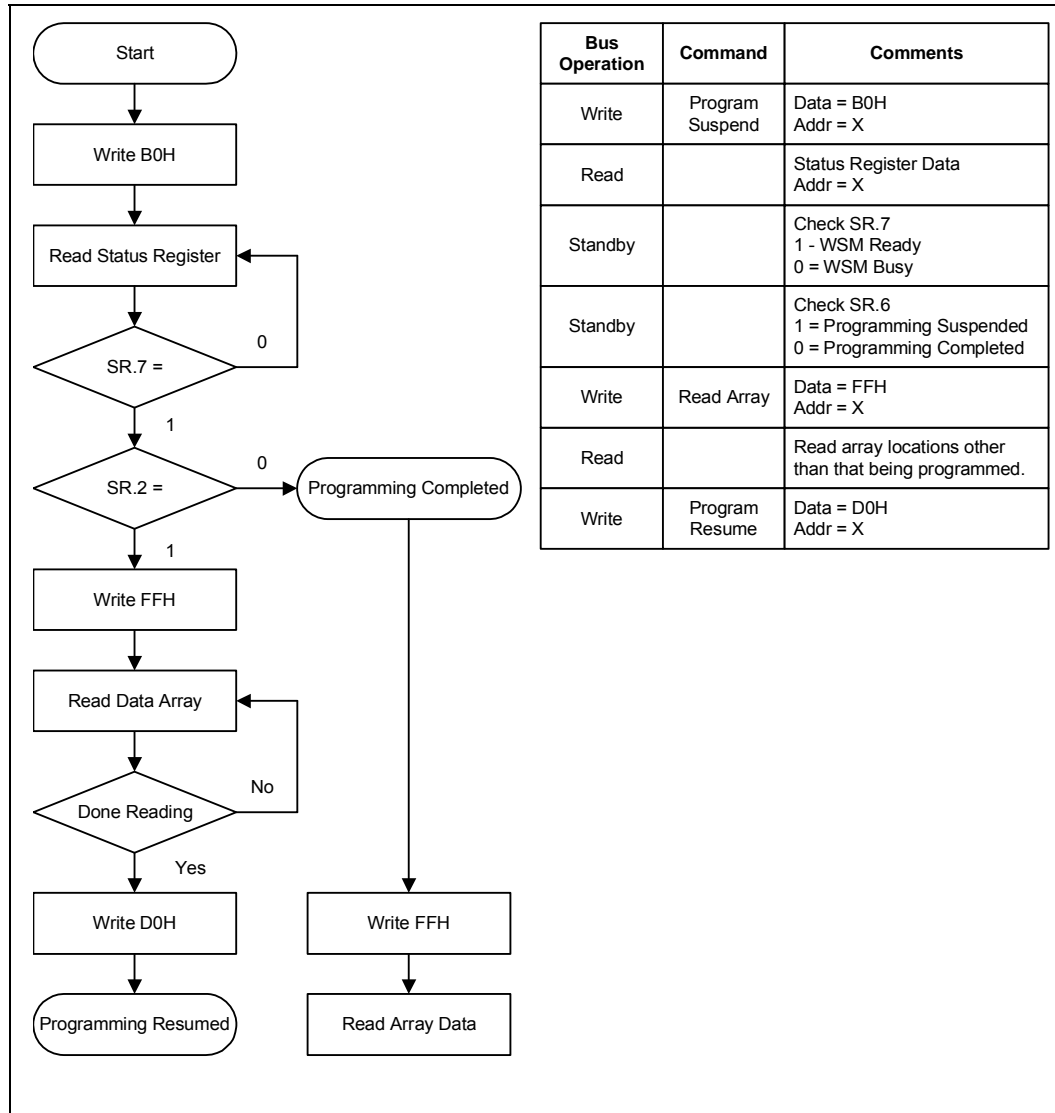 Start
Write B0H
Read Status Register
0
SR.7 =
1
0
SR.2 =
Programming Completed
1
Write FFH
Read Data Array
No
Done Reading
Yes
Write D0H
Write FFH
Programming Resumed
Read Array Data
Bus
Operation
Command
Comments
Write
Program
Suspend
Data = B0H
Addr = X
Read
Status Register Data
Addr = X
Standby
Check SR.7
1 - WSM Ready
0 = WSM Busy
Standby
Check SR.6
1 = Programming Suspended
0 = Programming Completed
Write
Read Array
Data = FFH
Addr = X
Read
Read array locations other
than that being programmed.
Write
Program
Resume
Data = D0H
Addr = X